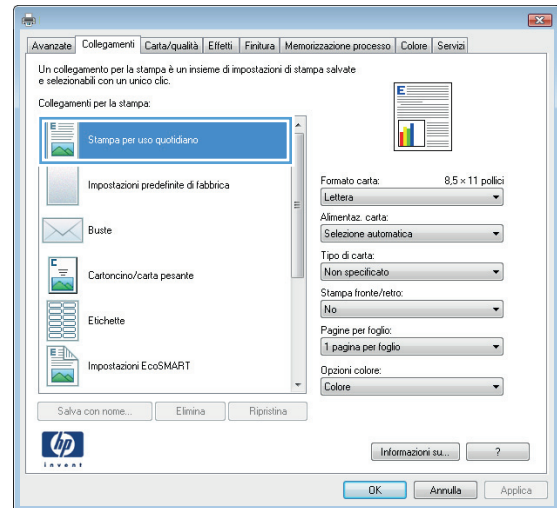 Avanzate Collegamenti Carta/qualità Effetti Finitura Memorizzazione processo Colore Servizi
Un collegamento per la stampa è un insieme di impostazioni di stampa salvate
e selezionabili con un unico clic.
Collegamenti per la stampa:
Stampa per uso quotidiano
Impostazioni predefinite di fabbrica
Buste
Cartoncino/carta pesante
Etichette
Impostazioni EcoSMART
Salva con nome... Elimina Ripristina
E
Formato carta: 8,5 × 11 pollici
Lettera
Alimentaz. carta:
Selezione automatica
Tipo di carta:
Non specificato
Stampa fronte/retro:
No
Pagine per foglio:
1 pagina per foglio
Opzioni colore:
Colore
hp
invent
Informazioni su... ?
OK Annulla Applica